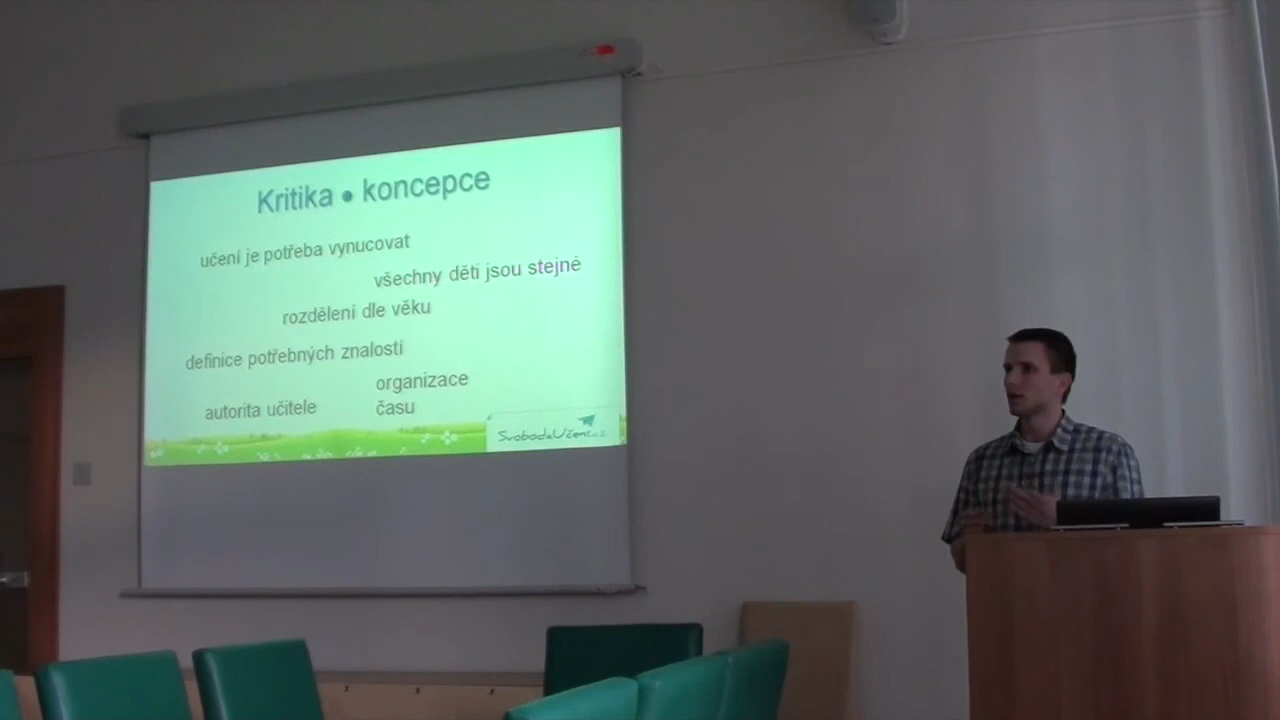 Kritika • koncepce
učení je potřeba vynucovat
všechny děti jsou stejné
rozdělení dle věku
definice potřebných znalostí
organizace
času
autorita učitele
SvobodaUčení.cz